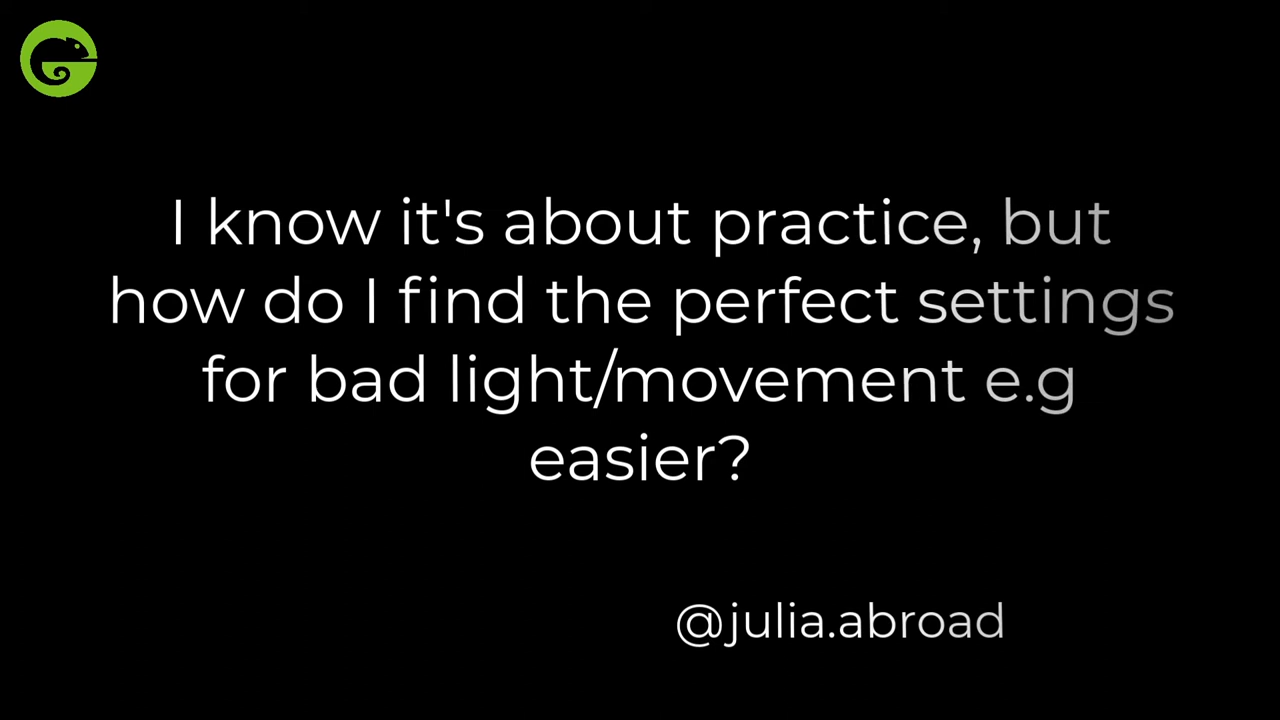 I know it's about practice, but
how do I find the perfect settings
for bad light/movement e.g
easier?
@julia.abroad